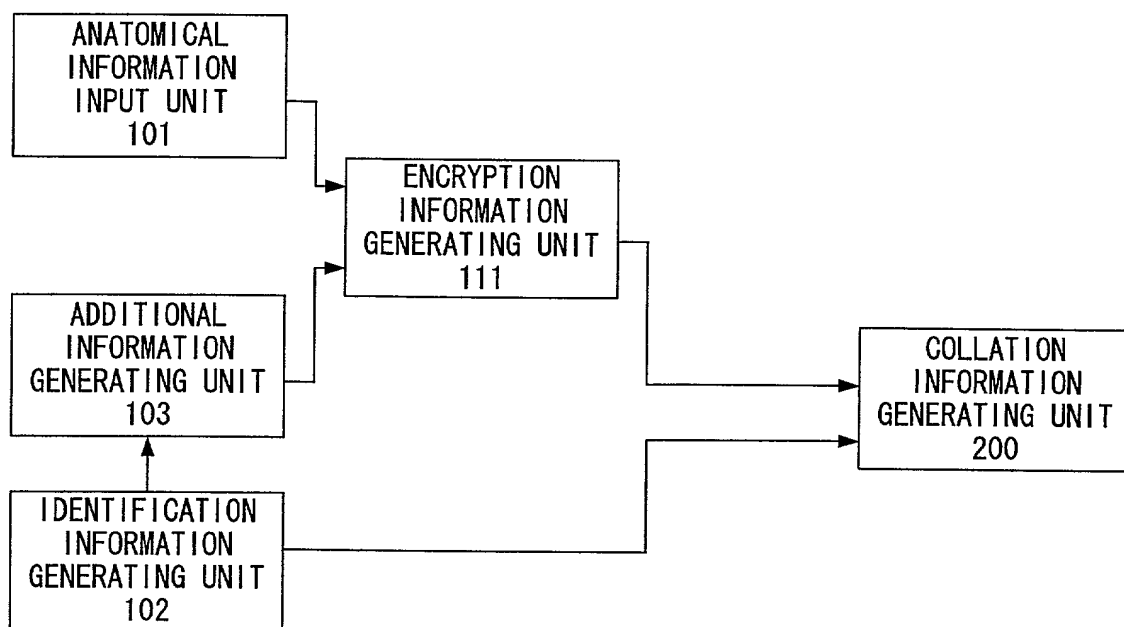 ANATOMICAL
INFORMATION
INPUT UNIT
101
ENCRYPTION
INFORMATION
GENERATING UNIT
111
ADDITIONAL
INFORMATION
GENERATING UNIT
103
COLLATION
INFORMATION
GENERATING UNIT
200
IDENTIFICATION
INFORMATION
GENERATING UNIT
102